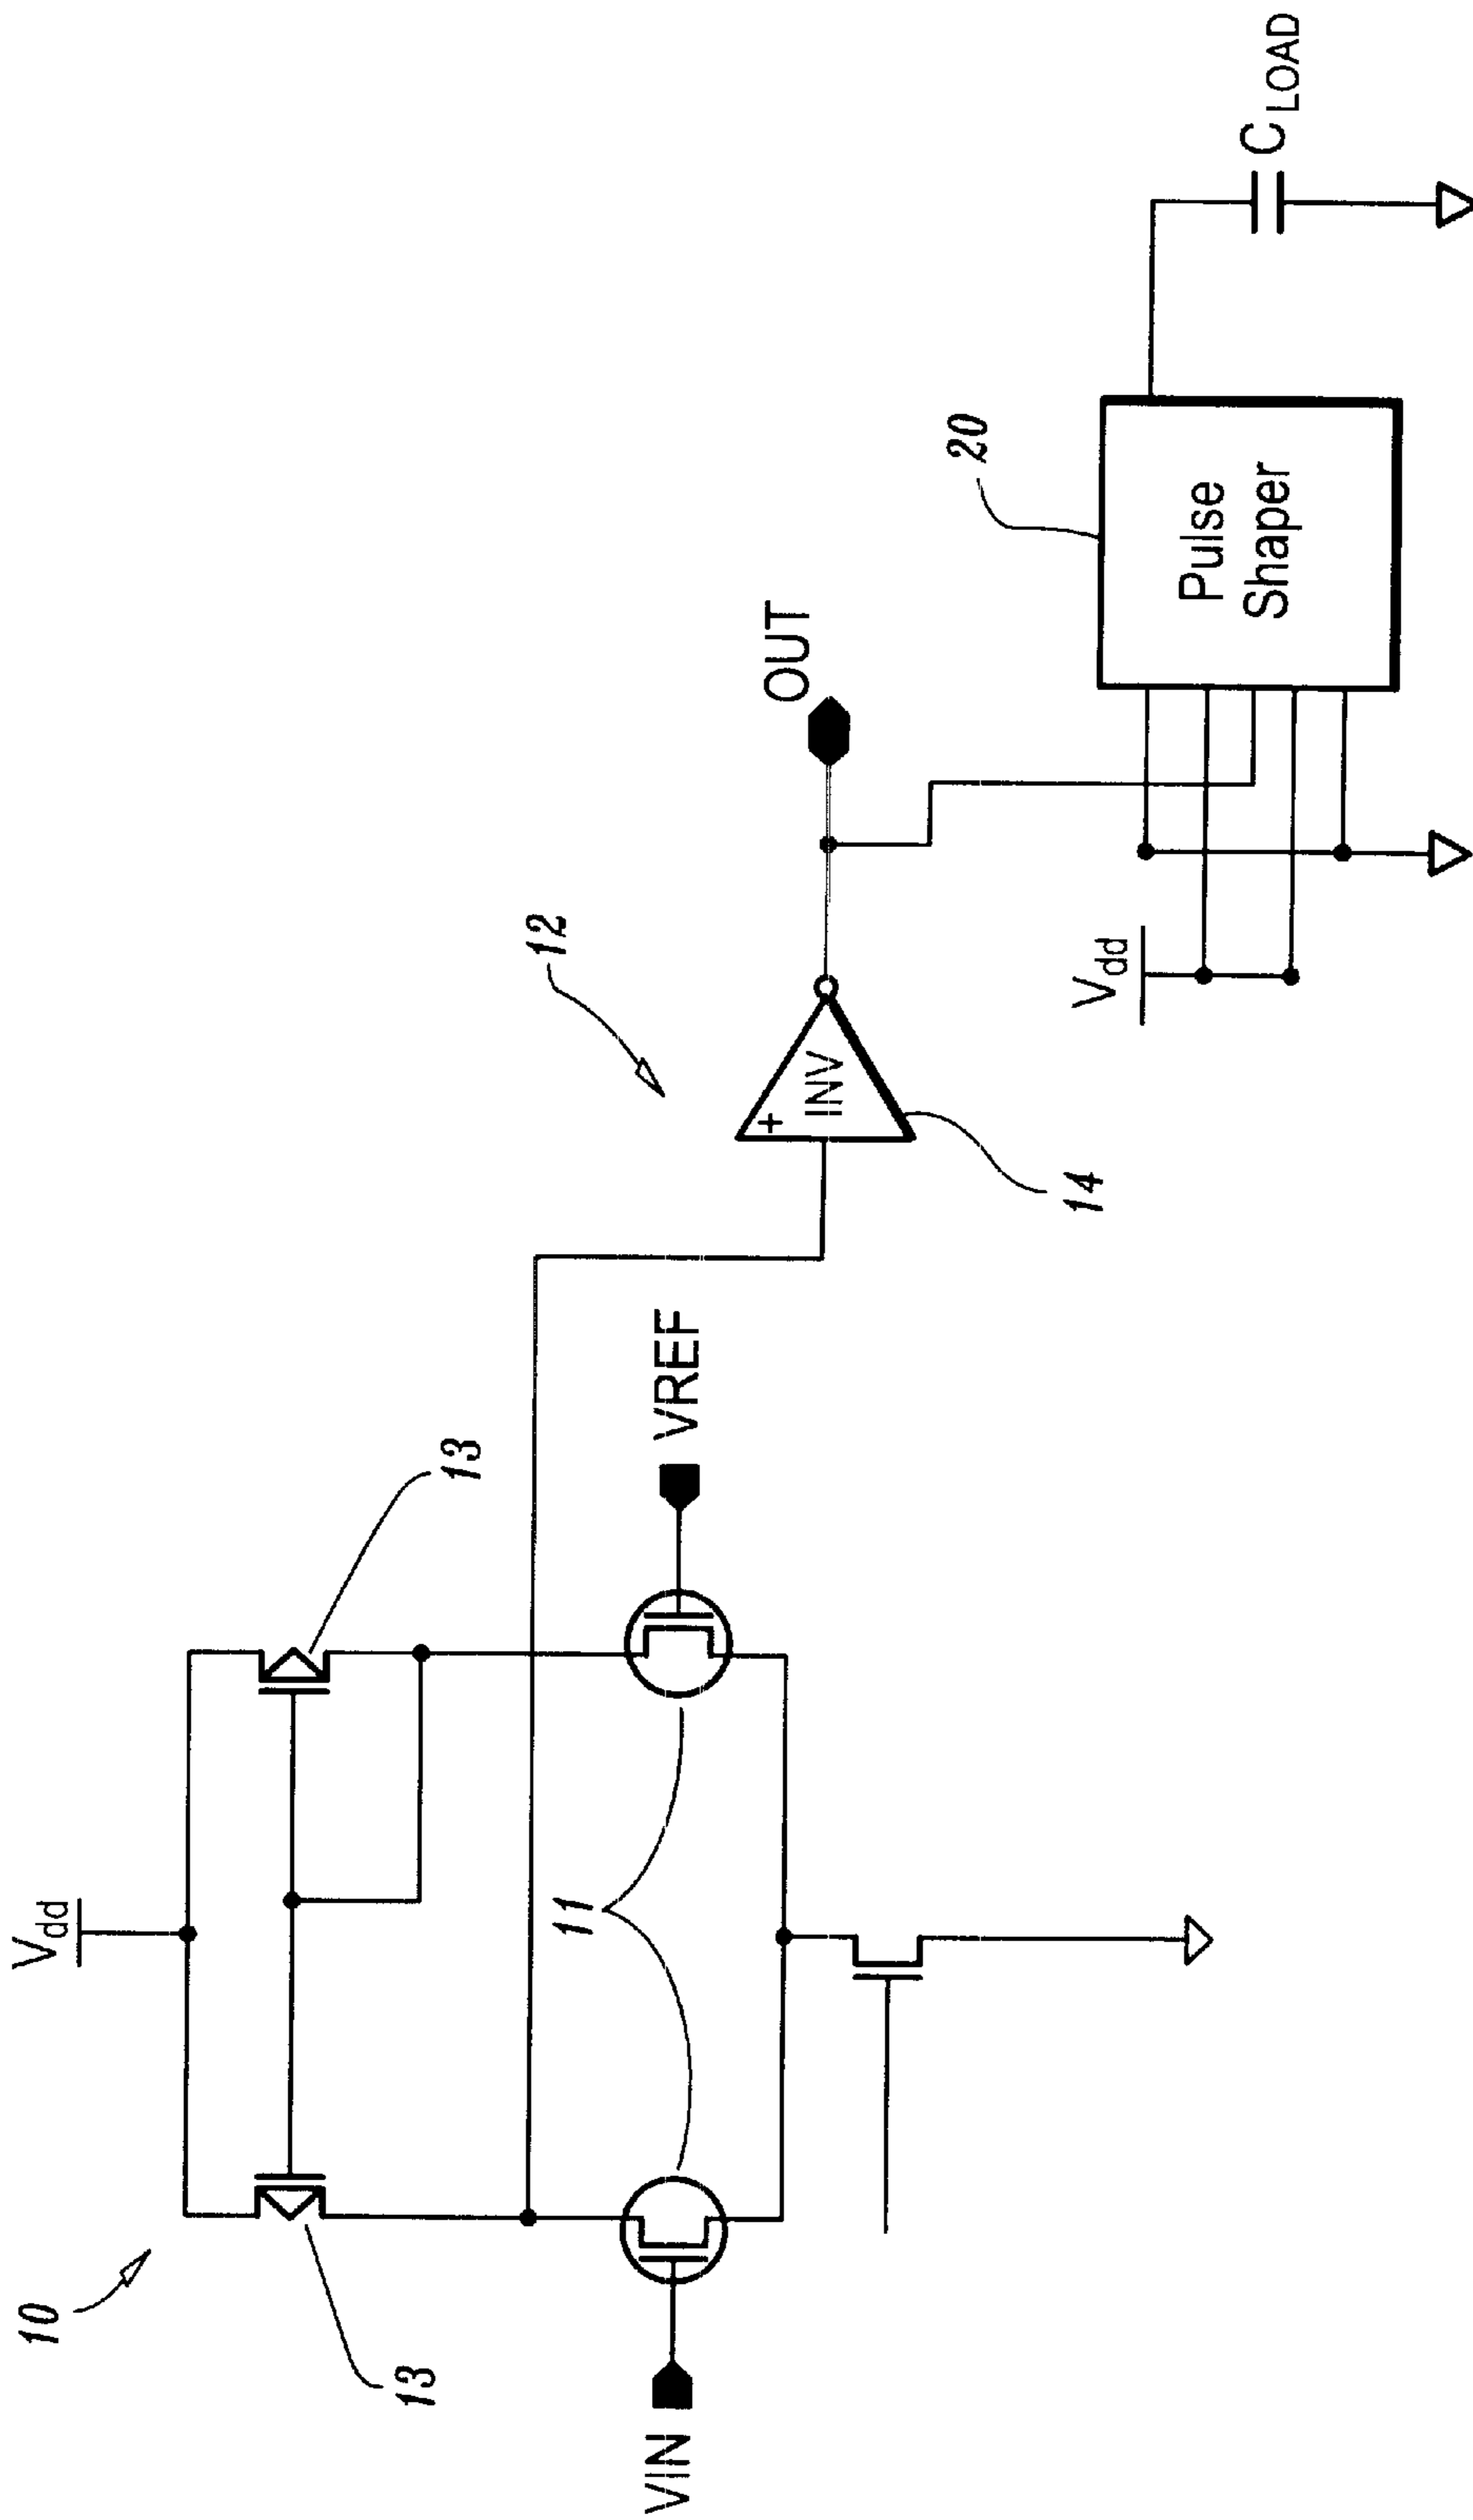 10
Vdd
13
13
VIN
11
VREF
12
+
INV
14
OUT
Vdd
20
Pulse
Shaper
CLOAD